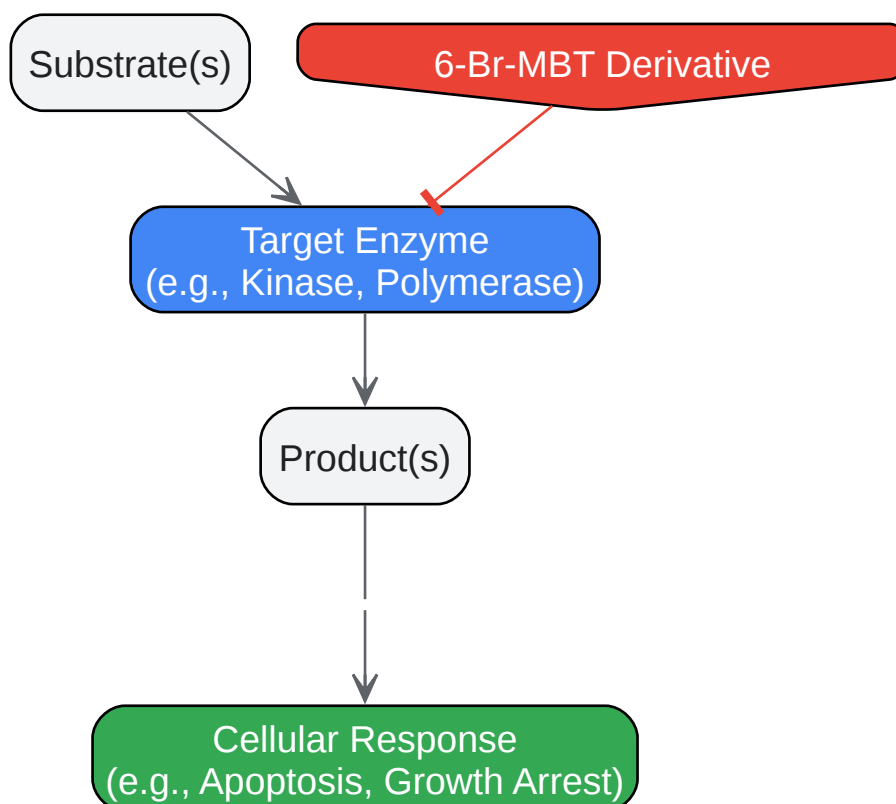 Substrate(s)
6-Br-MBT Derivative
Target Enzyme
(e.g., Kinase, Polymerase)
Product(s)
Cellular Response
(e.g., Apoptosis, Growth Arrest)